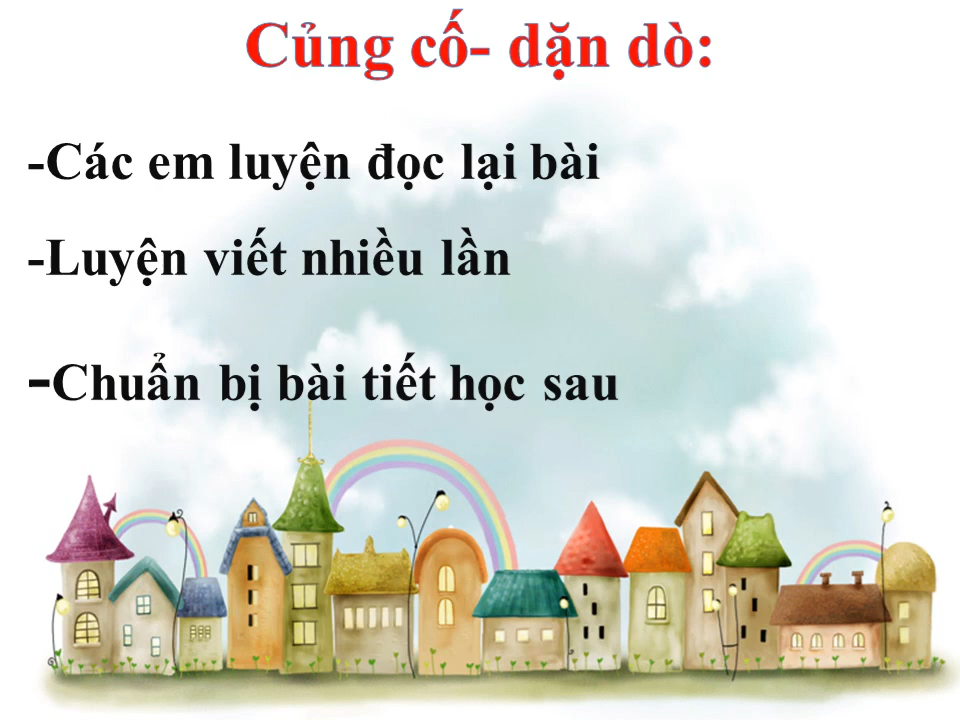 Củng cố- dặn dò:
-Các em luyện đọc lại bài
-Luyện viết nhiều lần
-Chuẩn bị bài tiết học sau